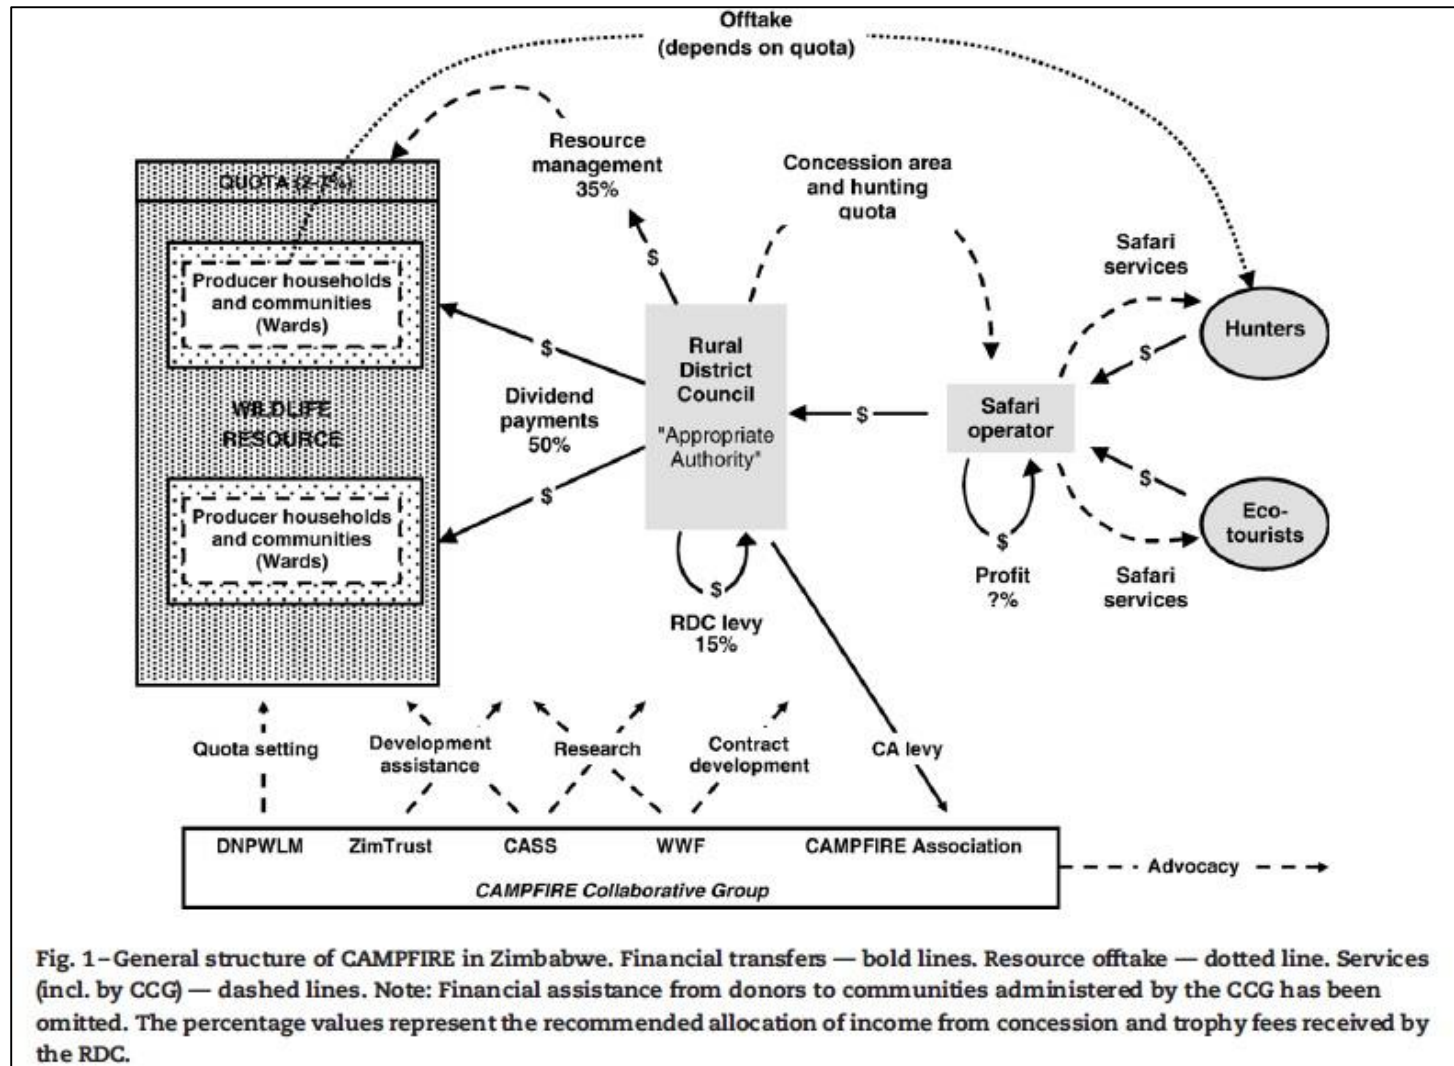 Offtake
(depends on quota)
Resource
management
35%
Concession area
and hunting
quota
QUOTA (2-7%)
Safari
services
Producer households
and communities
(Wards)
$
$
Rural
District
Council
"Appropriate
Authority"
Hunters
$
WILDLIFE
RESOURCE
Dividend
payments
50%
$
Safari
operator
$
$
Producer households
and communities
(Wards)
Eco-
tourists
$
Profit
?%
Safari
services
$
RDC levy
15%
Quota setting
Development
assistance
Research
Contract
development
CA levy
DNPWLM ZimTrust CASS WWF CAMPFIRE Association
CAMPFIRE Collaborative Group
Advocacy
Fig. 1–General structure of CAMPFIRE in Zimbabwe. Financial transfers — bold lines. Resource offtake — dotted line. Services
(incl. by CCG) — dashed lines. Note: Financial assistance from donors to communities administered by the CCG has been
omitted. The percentage values represent the recommended allocation of income from concession and trophy fees received by
the RDC.